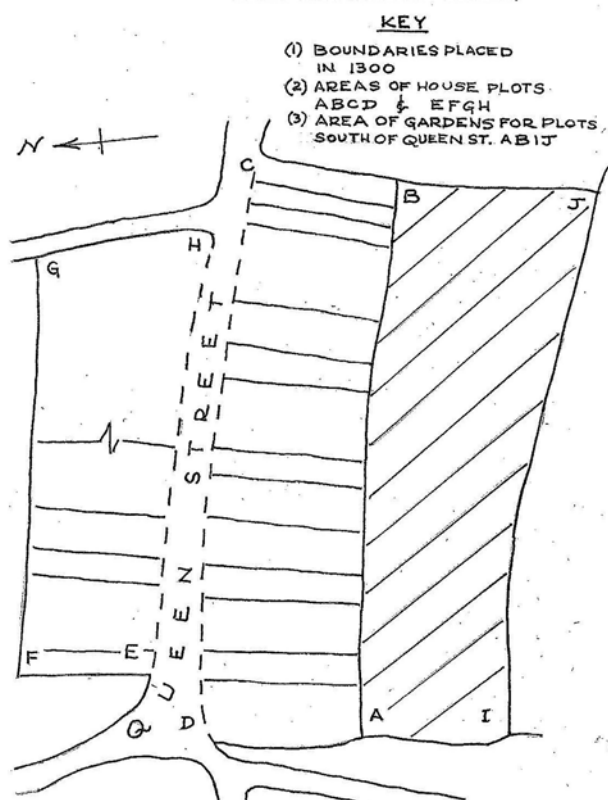 KEY
(1) BOUNDARIES PLACED
IN 1300
(2) AREAS OF HOUSE PLOTS
ABCD & EFGH
(3) AREA OF GARDENS FOR PLOTS
SOUTH OF QUEEN ST. ABIJ
N
C
B
J
H
G
QUEEN STREET
F
E
D
A
I